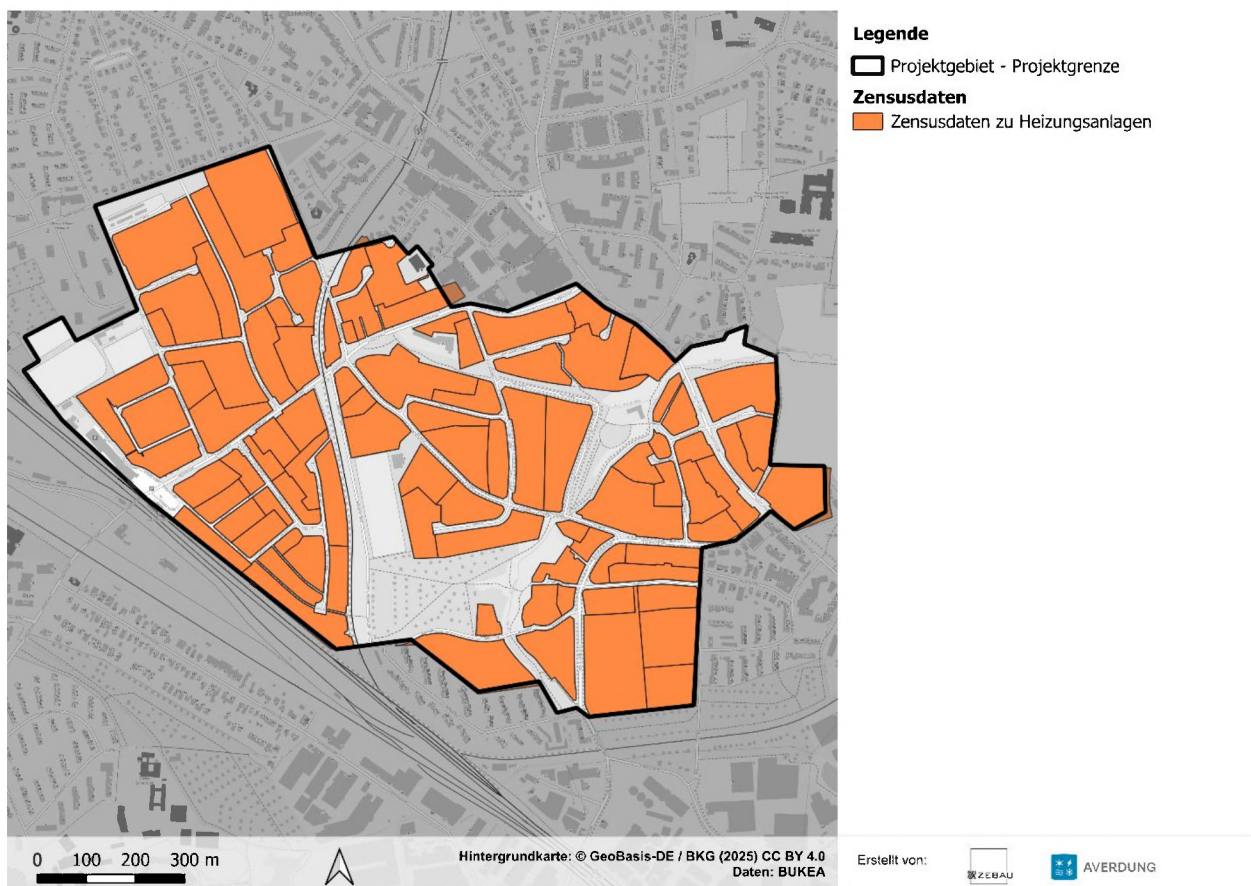 Legende
Projektgebiet - Projektgrenze
Zensusdaten
Zensusdaten zu Heizungsanlagen
0 100 200 300 m
Hintergrundkarte: © GeoBasis-DE / BKG (2025) CC BY 4.0
Daten: BUKEA
Erstellt von:
ZEBAU
AVERDUNG